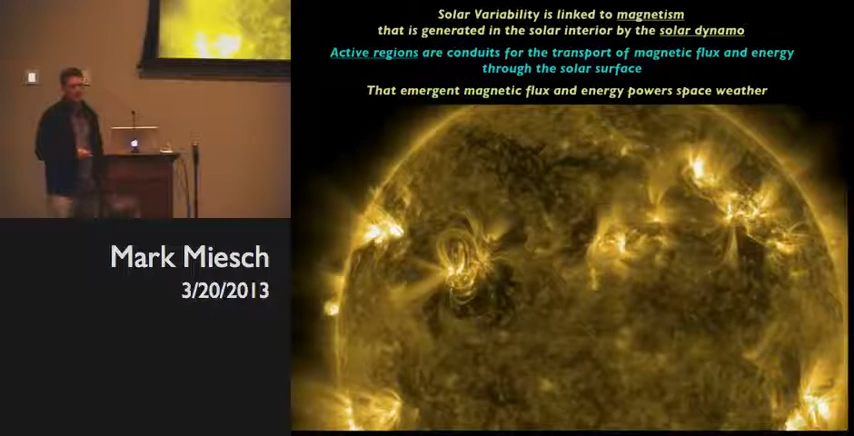 Solar Variability is linked to magnetism
that is generated in the solar interior by the solar dynamo
Active regions are conduits for the transport of magnetic flux and energy
through the solar surface
That emergent magnetic flux and energy powers space weather
Mark Miesch
3/20/2013